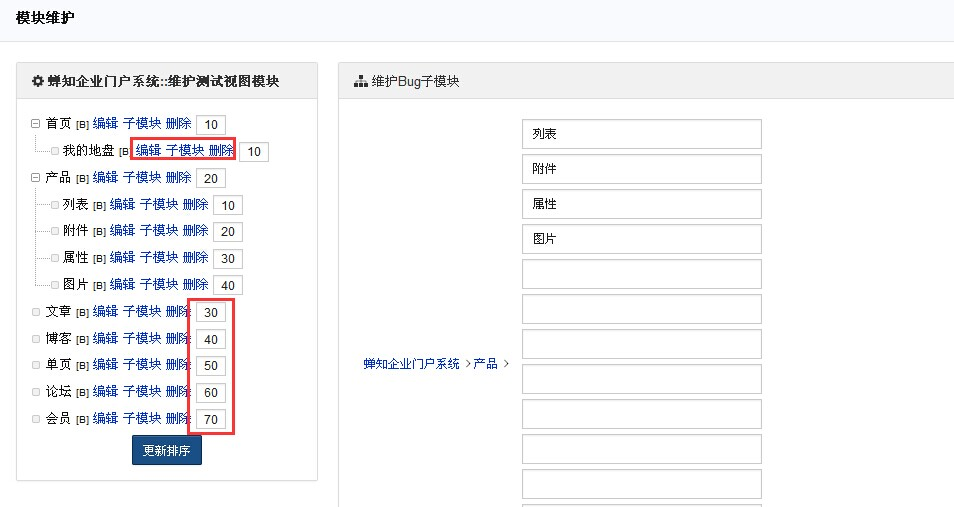 模块维护
蝉知企业门户系统::维护测试视图模块
首页 [B] 编辑 子模块 删除 10
我的地盘 [B] 编辑 子模块 删除 10
产品 [B] 编辑 子模块 删除 20
列表 [B] 编辑 子模块 删除 10
附件 [B] 编辑 子模块 删除 20
属性 [B] 编辑 子模块 删除 30
图片 [B] 编辑 子模块 删除 40
文章 [B] 编辑 子模块 删除 30
博客 [B] 编辑 子模块 删除 40
单页 [B] 编辑 子模块 删除 50
论坛 [B] 编辑 子模块 删除 60
会员 [B] 编辑 子模块 删除 70
更新排序
维护Bug子模块
蝉知企业门户系统 > 产品 >
列表
附件
属性
图片